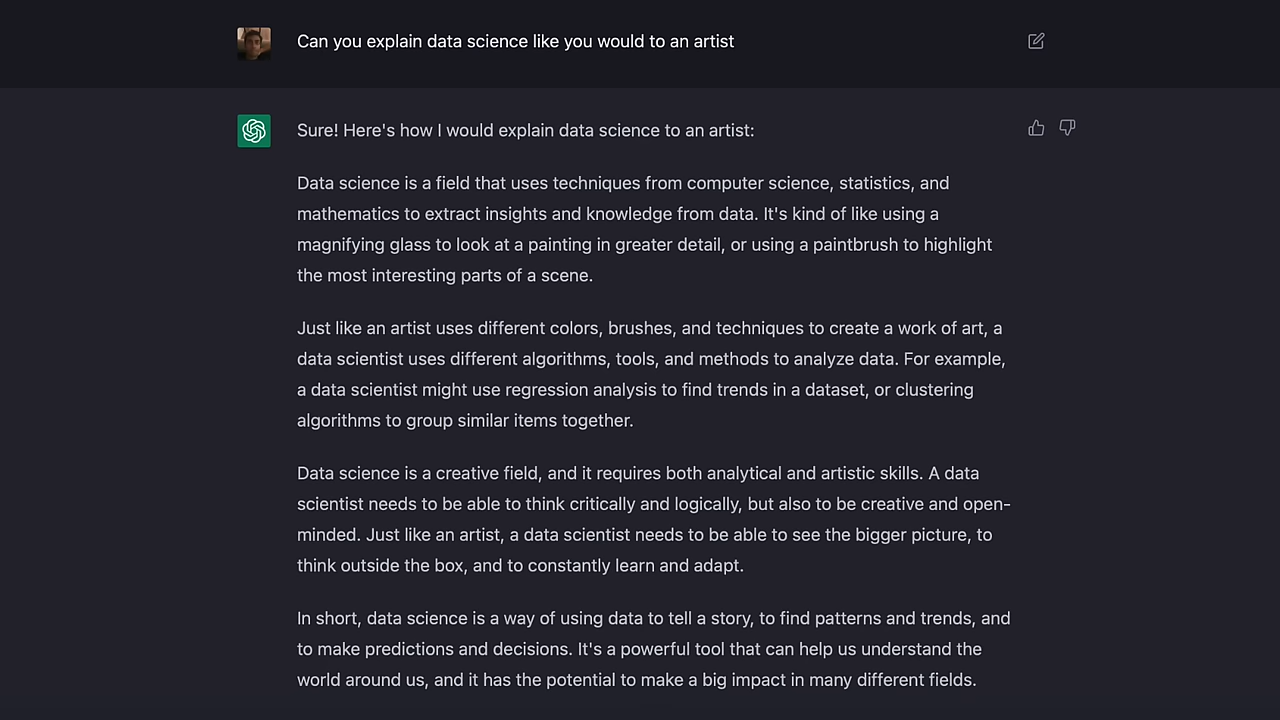 Can you explain data science like you would to an artist
Sure! Here's how I would explain data science to an artist:
Data science is a field that uses techniques from computer science, statistics, and
mathematics to extract insights and knowledge from data. It's kind of like using a
magnifying glass to look at a painting in greater detail, or using a paintbrush to highlight
the most interesting parts of a scene.
Just like an artist uses different colors, brushes, and techniques to create a work of art, a
data scientist uses different algorithms, tools, and methods to analyze data. For example,
a data scientist might use regression analysis to find trends in a dataset, or clustering
algorithms to group similar items together.
Data science is a creative field, and it requires both analytical and artistic skills. A data
scientist needs to be able to think critically and logically, but also to be creative and open-
minded. Just like an artist, a data scientist needs to be able to see the bigger picture, to
think outside the box, and to constantly learn and adapt.
In short, data science is a way of using data to tell a story, to find patterns and trends, and
to make predictions and decisions. It's a powerful tool that can help us understand the
world around us, and it has the potential to make a big impact in many different fields.